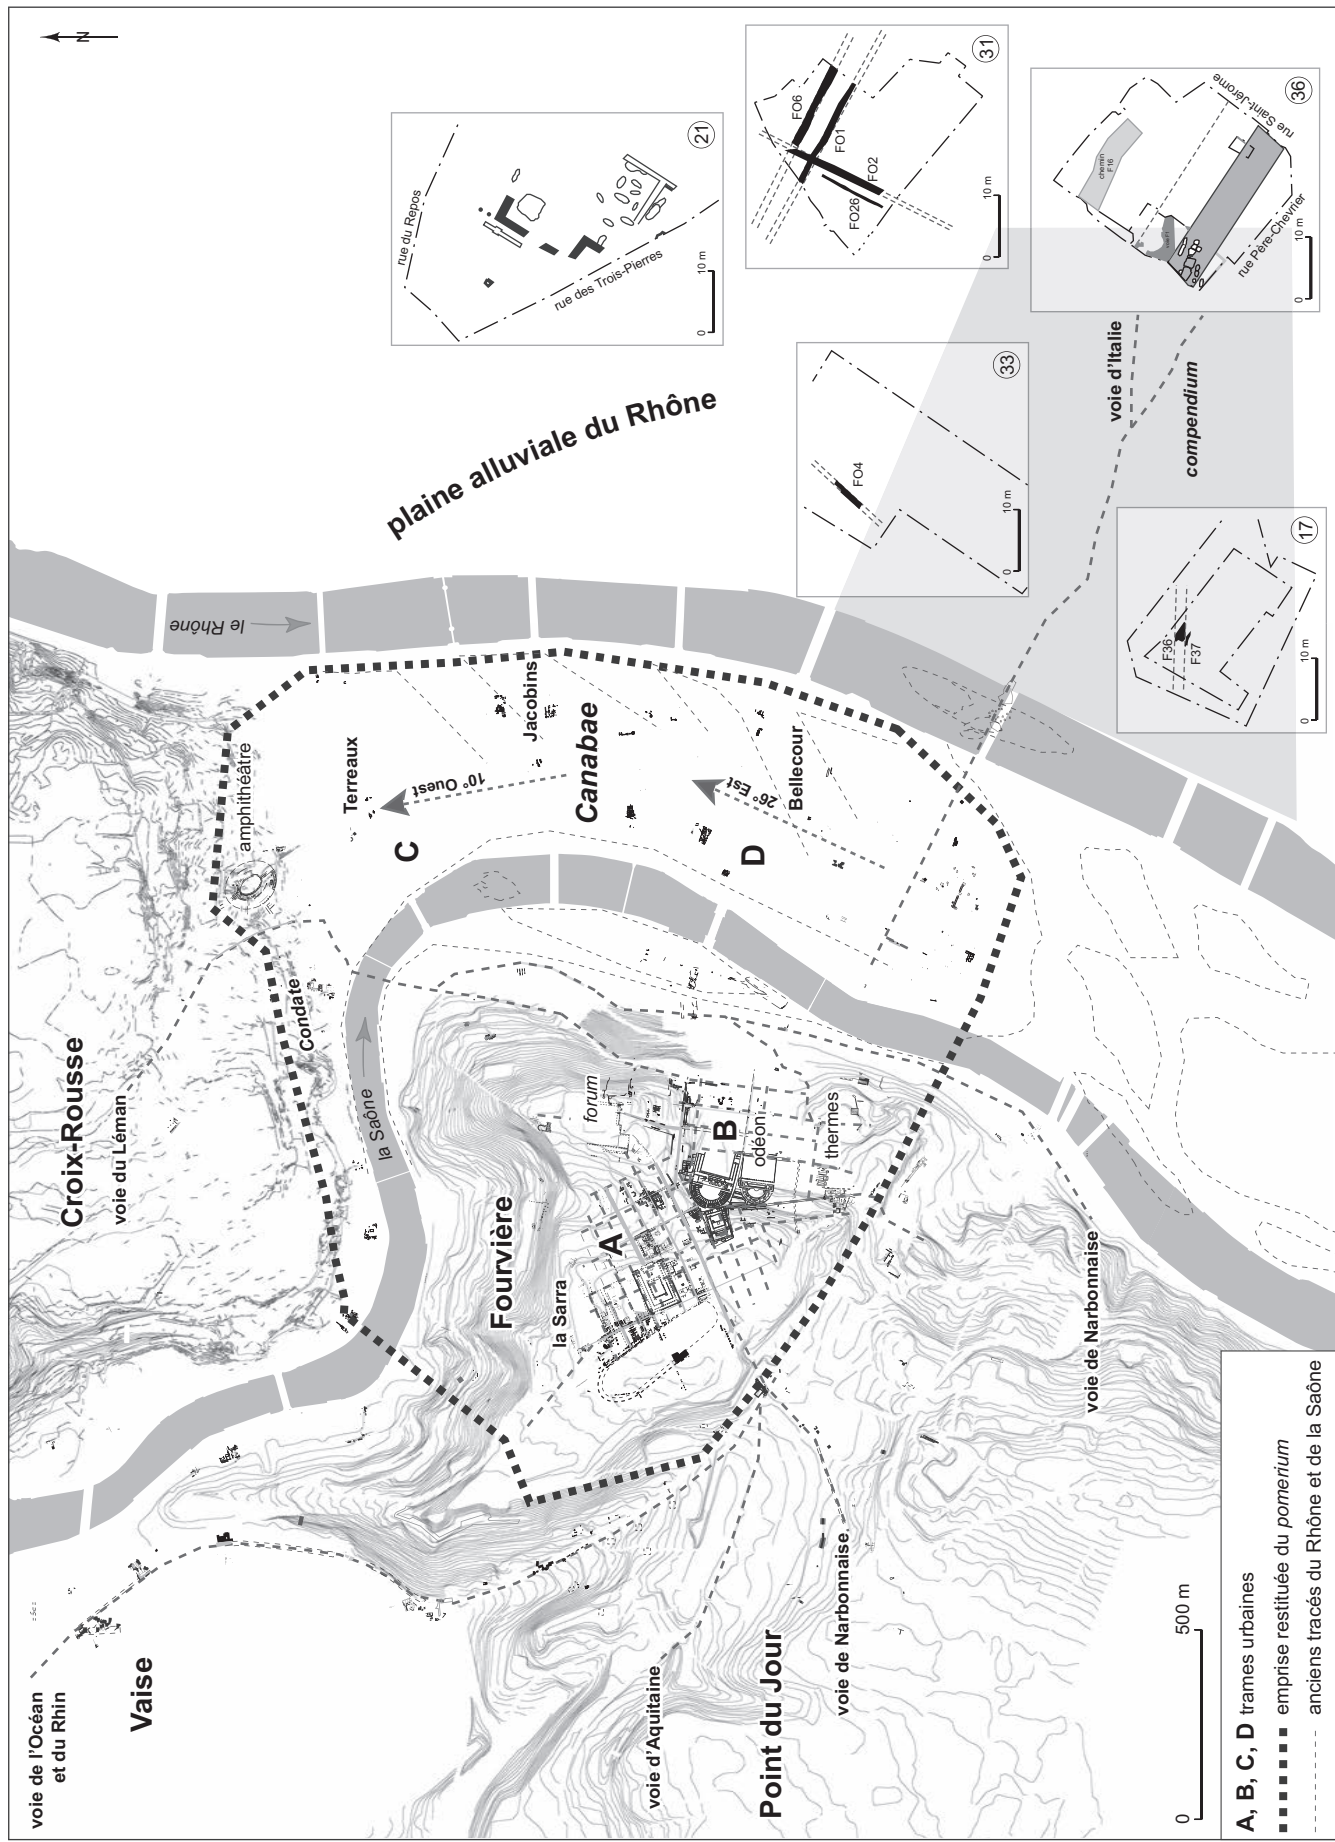 voie de l'Océan
et du Rhin
Vaise
Croix-Rousse
voie du Léman
Condate
amphithéâtre
le Rhône
la Saône
Terreaux
C
10° Ouest
Jacobins
Canabae
26° Est
D
Bellecour
Fourvière
la Sarra
A
forum
B
odéon
thermes
Point du Jour
voie d'Aquitaine
voie de Narbonnaise
voie de Narbonnaise
plaine alluviale du Rhône
voie d'Italie
compendium
N
rue du Repos
rue des Trois-Pierres
0 10 m
21
FO6
FO1
FO2
FO26
0 10 m
31
FO4
0 10 m
33
chemin
F16
rue Saint-Jérome
rue Père-Chevrier
0 10 m
36
F36
F37
0 10 m
17
0 500 m
A, B, C, D trames urbaines
emprise restituée du pomerium
anciens tracés du Rhône et de la Saône